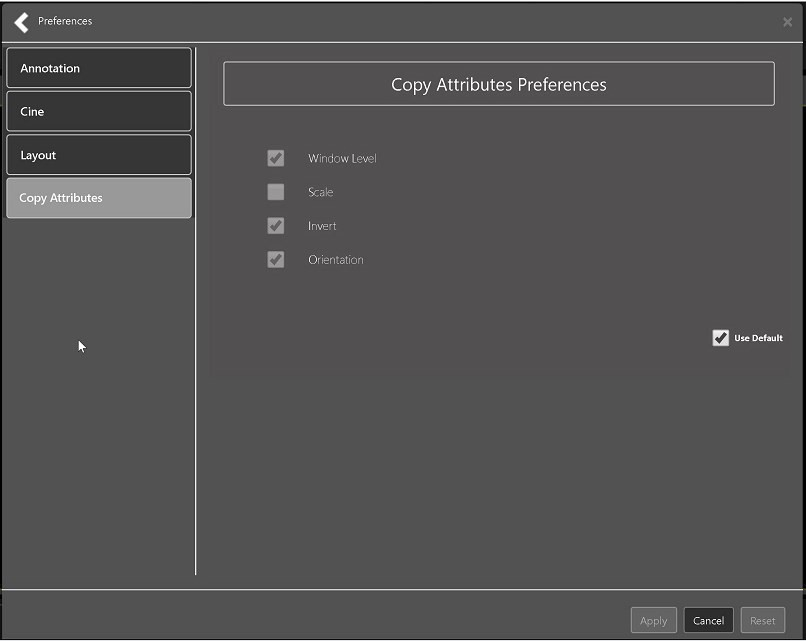 Preferences
Annotation
Cine
Layout
Copy Attributes
Copy Attributes Preferences
Window Level
Scale
Invert
Orientation
Use Default
Apply
Cancel
Reset